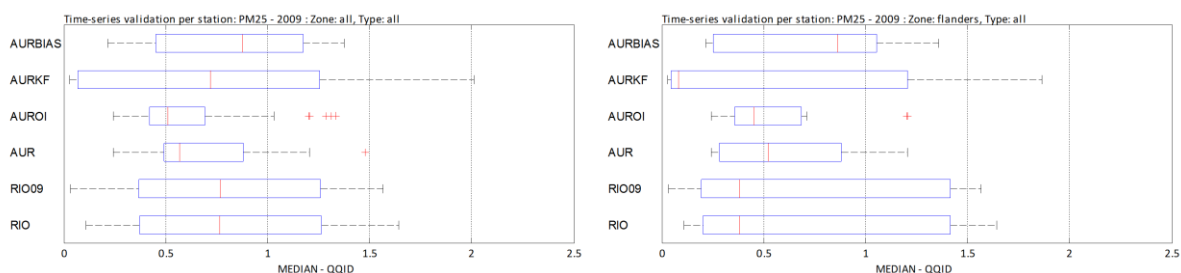 Time-series validation per station: PM25 - 2009 : Zone: all, Type: all
AURBIAS
AURKF
AUROI
AUR
RIO09
RIO
0 0.5 1 1.5 2 2.5
MEDIAN - QQID
Time-series validation per station: PM25 - 2009 : Zone: flanders, Type: all
AURBIAS
AURKF
AUROI
AUR
RIO09
RIO
0 0.5 1 1.5 2 2.5
MEDIAN - QQID